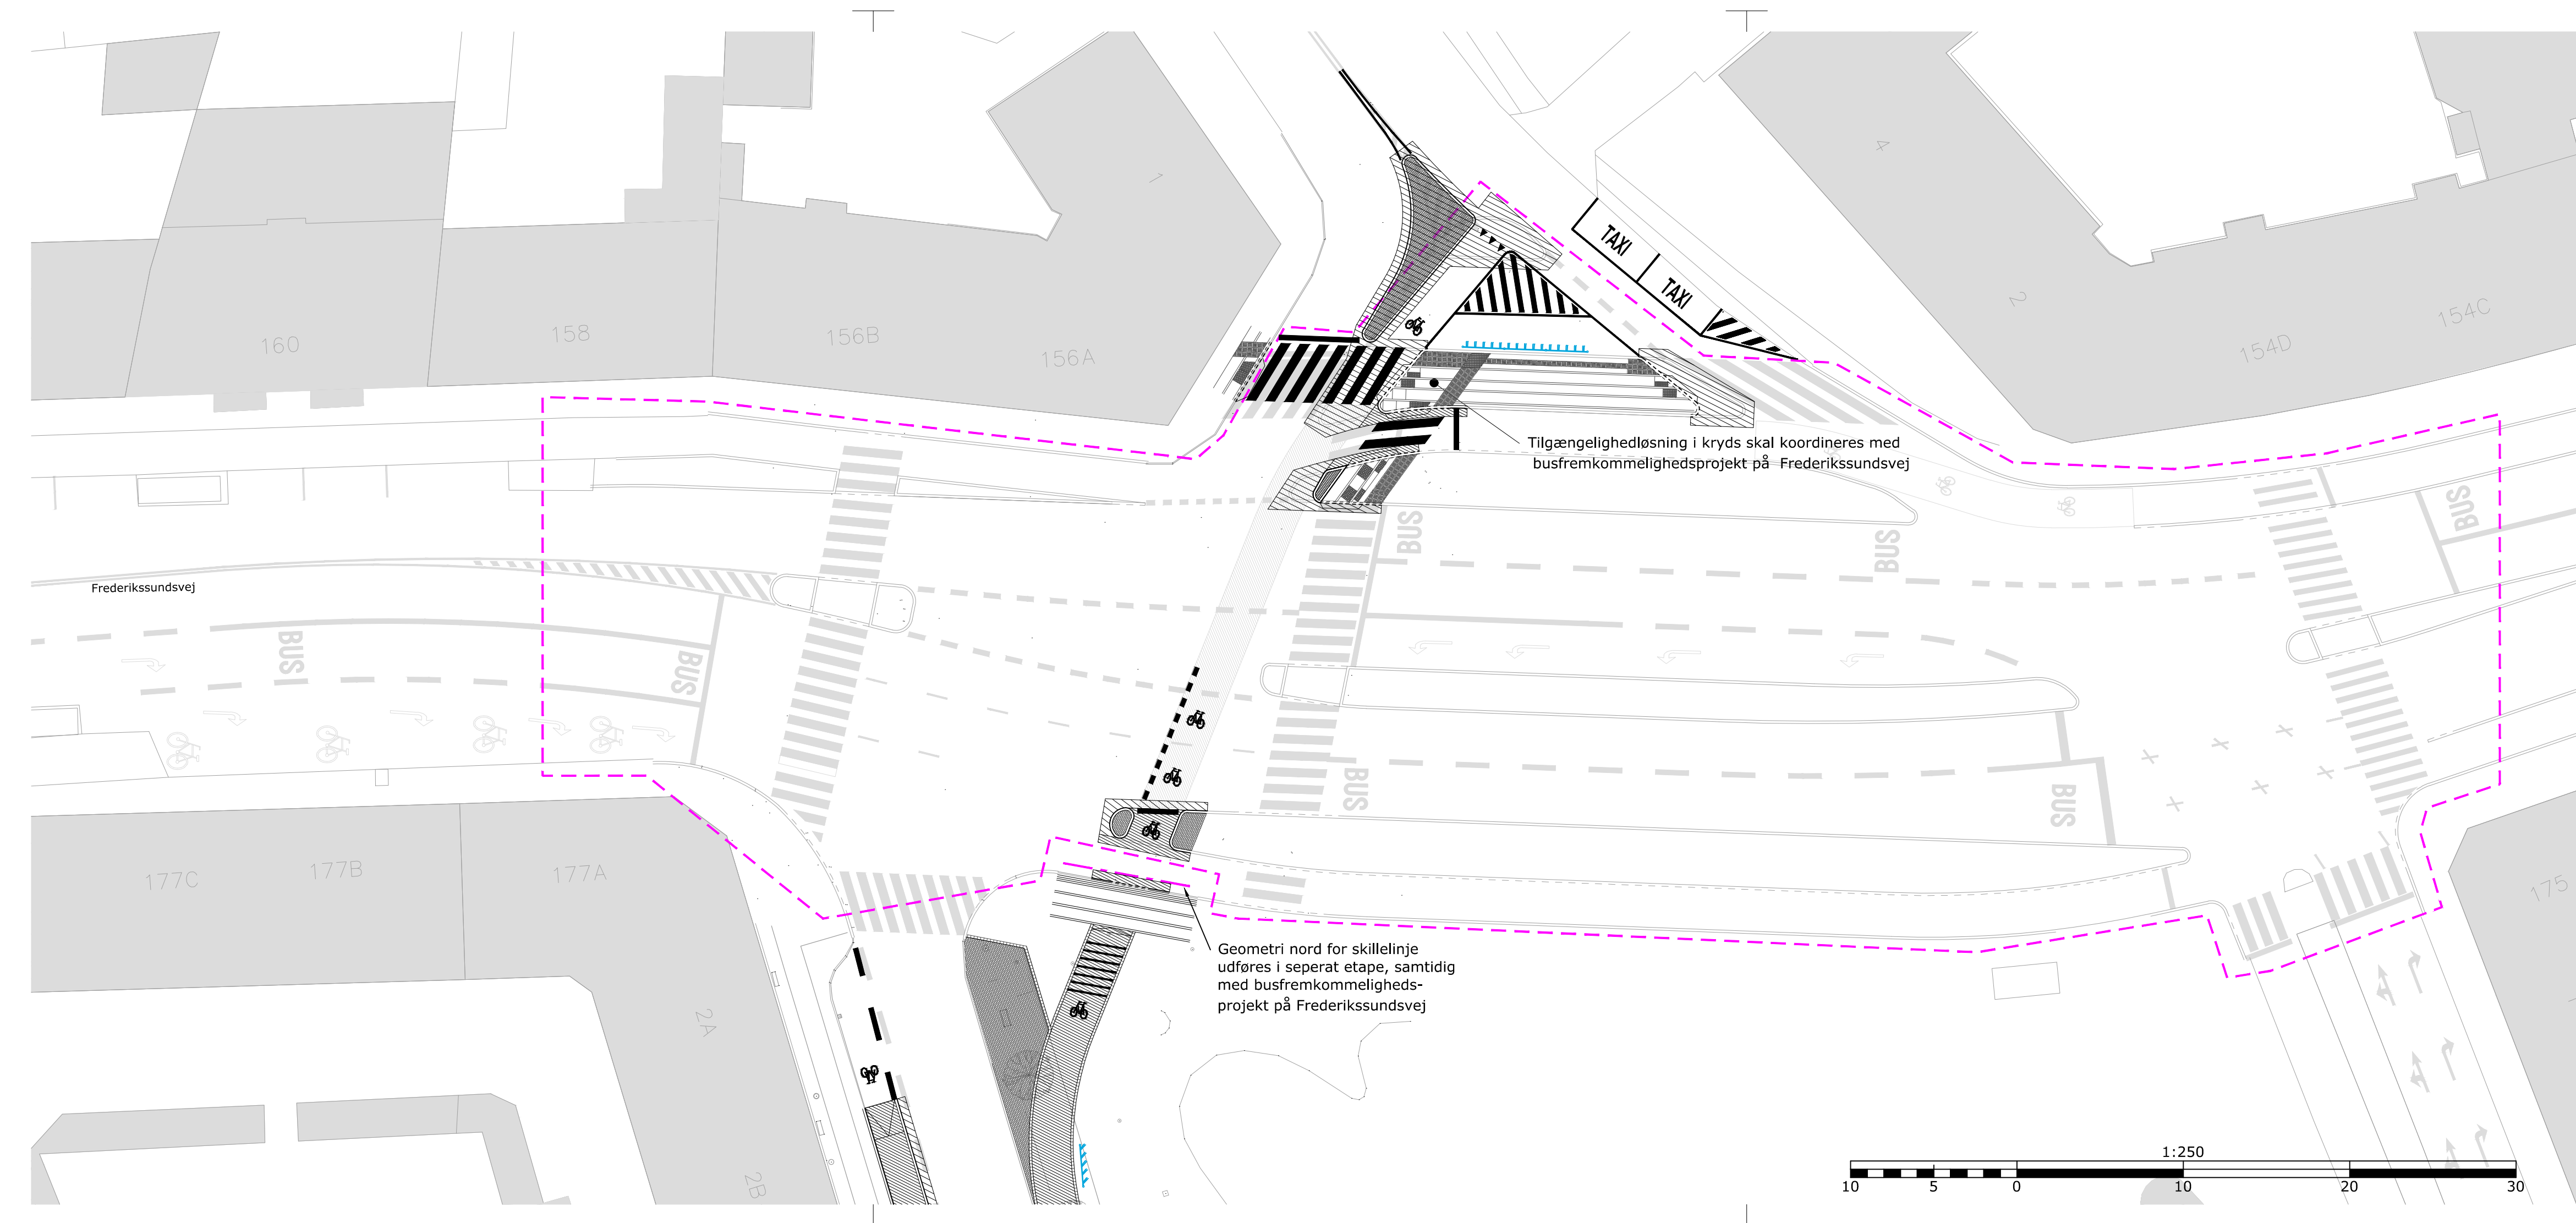 4
1
TAXI
2
TAXI
160
158
156B
156A
154D
154C
Tilgængelighedløsning i kryds skal koordineres med
busfremkommelighedsprojekt på Frederikssundsvej
BUS
BUS
BUS
Frederikssundsvej
BUS
BUS
BUS
BUS
177C
177B
177A
175
Geometri nord for skillelinje
udføres i seperat etape, samtidig
med busfremkommeligheds-
projekt på Frederikssundsvej
2A
2B
1:250
10 5 0 10 20 30